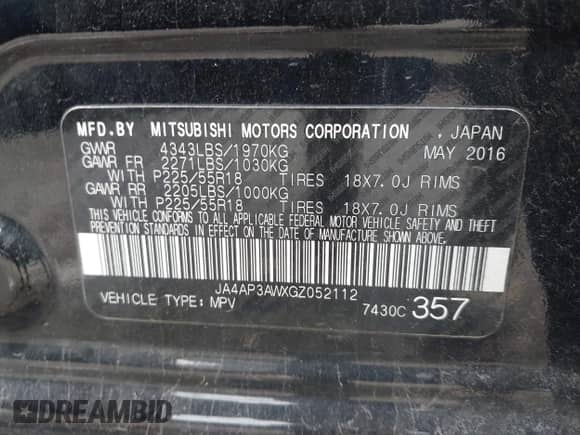 MFD.BY MITSUBISHI MOTORS CORPORATION . JAPAN
GVWR 4343LBS/1970KG MAY 2016
GAWR FR 2271LBS/1030KG
WITH P225/55R18 TIRES 18X7.0J RIMS
GAWR RR 2205LBS/1000KG
WITH P225/55R18 TIRES 18X7.0J RIMS
THIS VEHICLE CONFORMS TO ALL APPLICABLE FEDERAL MOTOR VEHICLE SAFETY AND THEFT
PREVENTION STANDARDS IN EFFECT ON THE DATE OF MANUFACTURE SHOWN ABOVE.
JA4AP3AWXGZ052112
VEHICLE TYPE: MPV 7430C 357
DREAMBID